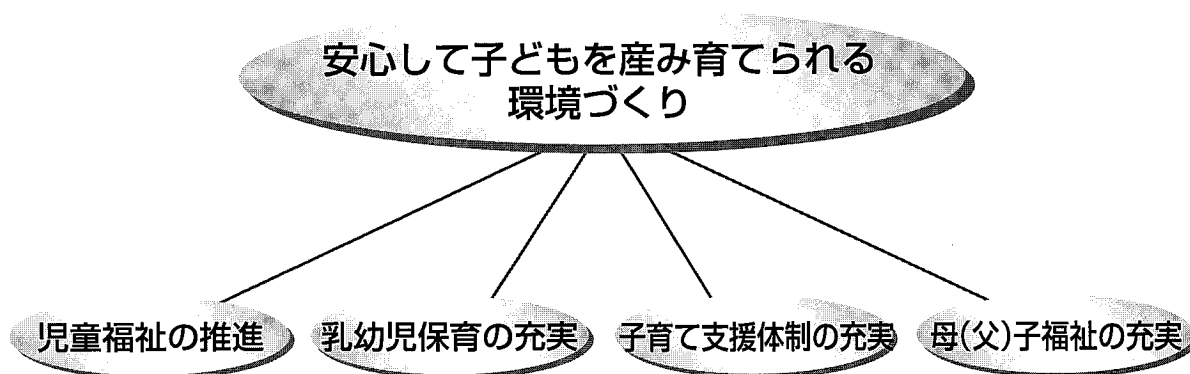 安心して子どもを産み育てられる
環境づくり
児童福祉の推進
乳幼児保育の充実
子育て支援体制の充実
母(父)子福祉の充実